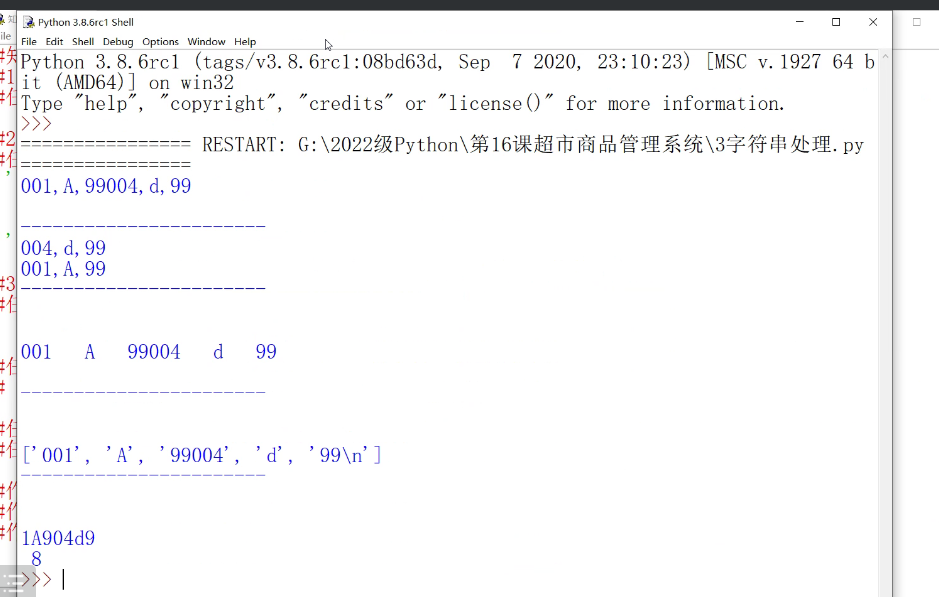 Python 3.8.6rc1 Shell
File Edit Shell Debug Options Window Help
Python 3.8.6rc1 (tags/v3.8.6rc1:08bd63d, Sep  7 2020, 23:10:23) [MSC v.1927 64 b
it (AMD64)] on win32
Type "help", "copyright", "credits" or "license()" for more information.
>>>
================ RESTART: G:\2022级Python\第16课超市商品管理系统\3字符串处理.py
================
001,A,99004,d,99
-----------------------
004,d,99
001,A,99
-----------------------
001   A   99004   d   99
-----------------------
['001', 'A', '99004', 'd', '99\n']
-----------------------
1A904d9
8
>>>